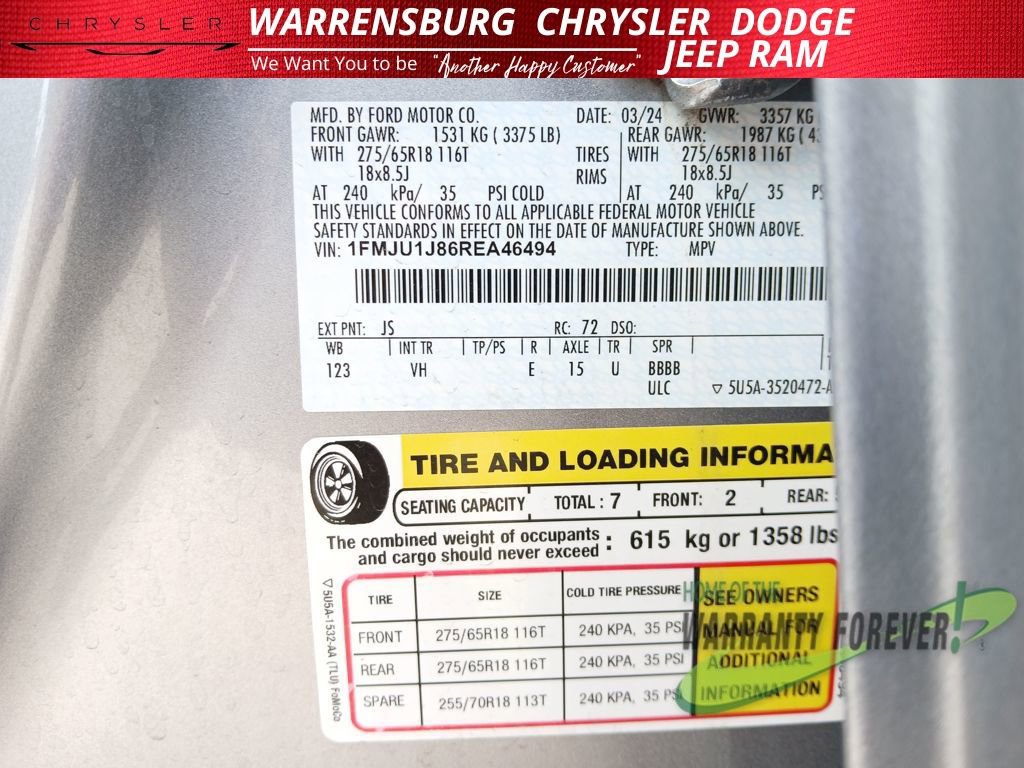 CHRYSLER
WARRENSBURG CHRYSLER DODGE
JEEP RAM
We Want You to be "Another Happy Customer"
MFD. BY FORD MOTOR CO. DATE: 03/24 GVWR: 3357 KG
FRONT GAWR: 1531 KG ( 3375 LB) REAR GAWR: 1987 KG ( 43
WITH 275/65R18 116T TIRES WITH 275/65R18 116T
18x8.5J RIMS 18x8.5J
AT 240 kPa/ 35 PSI COLD AT 240 kPa/ 35 PS
THIS VEHICLE CONFORMS TO ALL APPLICABLE FEDERAL MOTOR VEHICLE
SAFETY STANDARDS IN EFFECT ON THE DATE OF MANUFACTURE SHOWN ABOVE.
VIN: 1FMJU1J86REA46494 TYPE: MPV
EXT PNT: JS RC: 72 DSO:
WB INT TR TP/PS R AXLE TR SPR
123 VH E 15 U BBBB
ULC ▽ 5U5A-3520472-A
TIRE AND LOADING INFORMA
SEATING CAPACITY TOTAL : 7 FRONT: 2 REAR:
The combined weight of occupants
and cargo should never exceed : 615 kg or 1358 lbs
TIRE SIZE COLD TIRE PRESSURE SEE OWNERS
FRONT 275/65R18 116T 240 KPA, 35 PSI MANUAL FOR
REAR 275/65R18 116T 240 KPA, 35 PSI ADDITIONAL
SPARE 255/70R18 113T 240 KPA, 35 PSI INFORMATION
▽5U5A-1532-AA (TLU) FoMoCo
HOME OF THE
WARRANTY FOREVER!